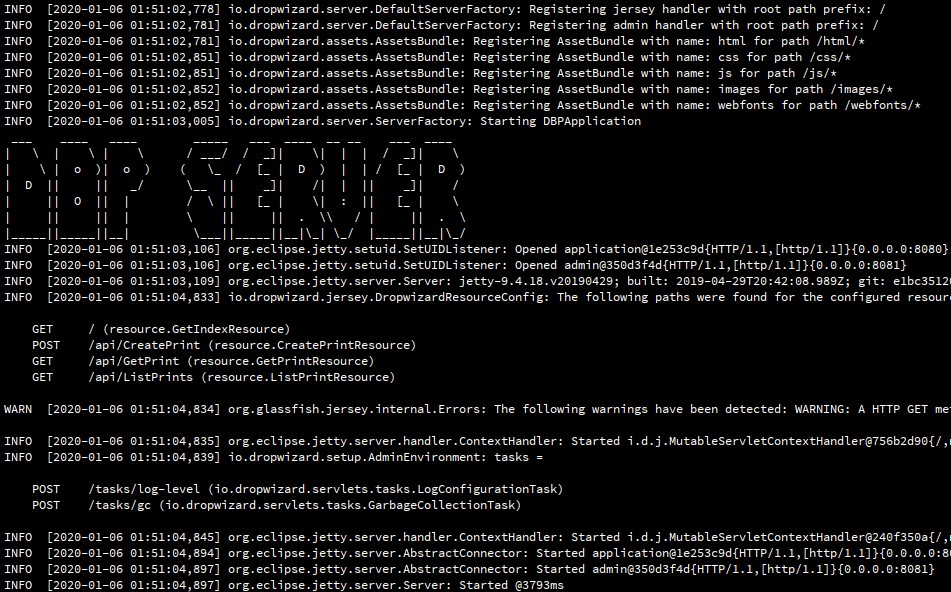 INFO  [2020-01-06 01:51:02,778] io.dropwizard.server.DefaultServerFactory: Registering jersey handler with root path prefix: /
INFO  [2020-01-06 01:51:02,781] io.dropwizard.server.DefaultServerFactory: Registering admin handler with root path prefix: /
INFO  [2020-01-06 01:51:02,781] io.dropwizard.assets.AssetsBundle: Registering AssetBundle with name: html for path /html/*
INFO  [2020-01-06 01:51:02,851] io.dropwizard.assets.AssetsBundle: Registering AssetBundle with name: css for path /css/*
INFO  [2020-01-06 01:51:02,851] io.dropwizard.assets.AssetsBundle: Registering AssetBundle with name: js for path /js/*
INFO  [2020-01-06 01:51:02,852] io.dropwizard.assets.AssetsBundle: Registering AssetBundle with name: images for path /images/*
INFO  [2020-01-06 01:51:02,852] io.dropwizard.assets.AssetsBundle: Registering AssetBundle with name: webfonts for path /webfonts/*
INFO  [2020-01-06 01:51:03,005] io.dropwizard.server.ServerFactory: Starting DBPApplication
DBP SERVER
INFO  [2020-01-06 01:51:03,106] org.eclipse.jetty.setuid.SetUIDListener: Opened application@1e253c9d{HTTP/1.1,[http/1.1]}{0.0.0.0:8080}
INFO  [2020-01-06 01:51:03,106] org.eclipse.jetty.setuid.SetUIDListener: Opened admin@350d3f4d{HTTP/1.1,[http/1.1]}{0.0.0.0:8081}
INFO  [2020-01-06 01:51:03,109] org.eclipse.jetty.server.Server: jetty-9.4.18.v20190429; built: 2019-04-29T20:42:08.989Z; git: e1bc3512
INFO  [2020-01-06 01:51:04,833] io.dropwizard.jersey.DropwizardResourceConfig: The following paths were found for the configured resour
GET     / (resource.GetIndexResource)
POST    /api/CreatePrint (resource.CreatePrintResource)
GET     /api/GetPrint (resource.GetPrintResource)
GET     /api/ListPrints (resource.ListPrintResource)
WARN  [2020-01-06 01:51:04,834] org.glassfish.jersey.internal.Errors: The following warnings have been detected: WARNING: A HTTP GET met
INFO  [2020-01-06 01:51:04,835] org.eclipse.jetty.server.handler.ContextHandler: Started i.d.j.MutableServletContextHandler@756b2d90{/,n
INFO  [2020-01-06 01:51:04,839] io.dropwizard.setup.AdminEnvironment: tasks =
POST    /tasks/log-level (io.dropwizard.servlets.tasks.LogConfigurationTask)
POST    /tasks/gc (io.dropwizard.servlets.tasks.GarbageCollectionTask)
INFO  [2020-01-06 01:51:04,845] org.eclipse.jetty.server.handler.ContextHandler: Started i.d.j.MutableServletContextHandler@240f350a{/,n
INFO  [2020-01-06 01:51:04,894] org.eclipse.jetty.server.AbstractConnector: Started application@1e253c9d{HTTP/1.1,[http/1.1]}{0.0.0.0:8
INFO  [2020-01-06 01:51:04,897] org.eclipse.jetty.server.AbstractConnector: Started admin@350d3f4d{HTTP/1.1,[http/1.1]}{0.0.0.0:8081}
INFO  [2020-01-06 01:51:04,897] org.eclipse.jetty.server.Server: Started @3793ms